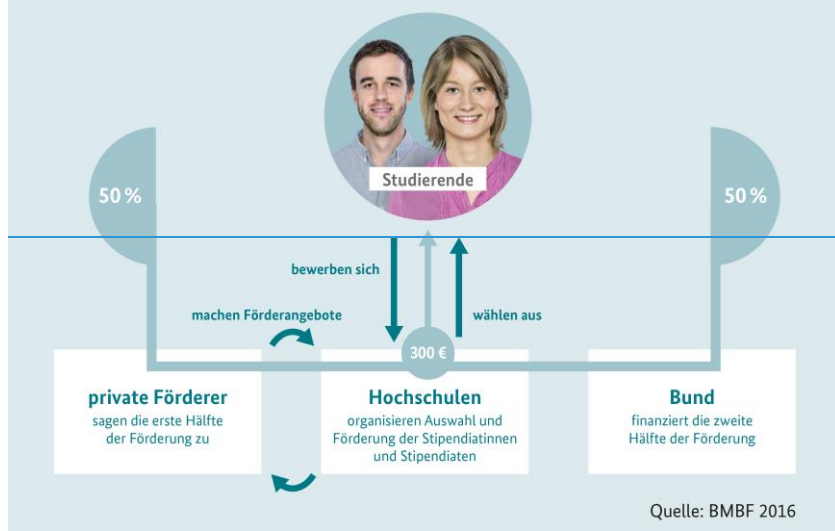 Studierende
50 %
50 %
bewerben sich
machen Förderangebote
wählen aus
300 €
private Förderer
sagen die erste Hälfte
der Förderung zu
Hochschulen
organisieren Auswahl und
Förderung der Stipendiatinnen
und Stipendiaten
Bund
finanziert die zweite
Hälfte der Förderung
Quelle: BMBF 2016